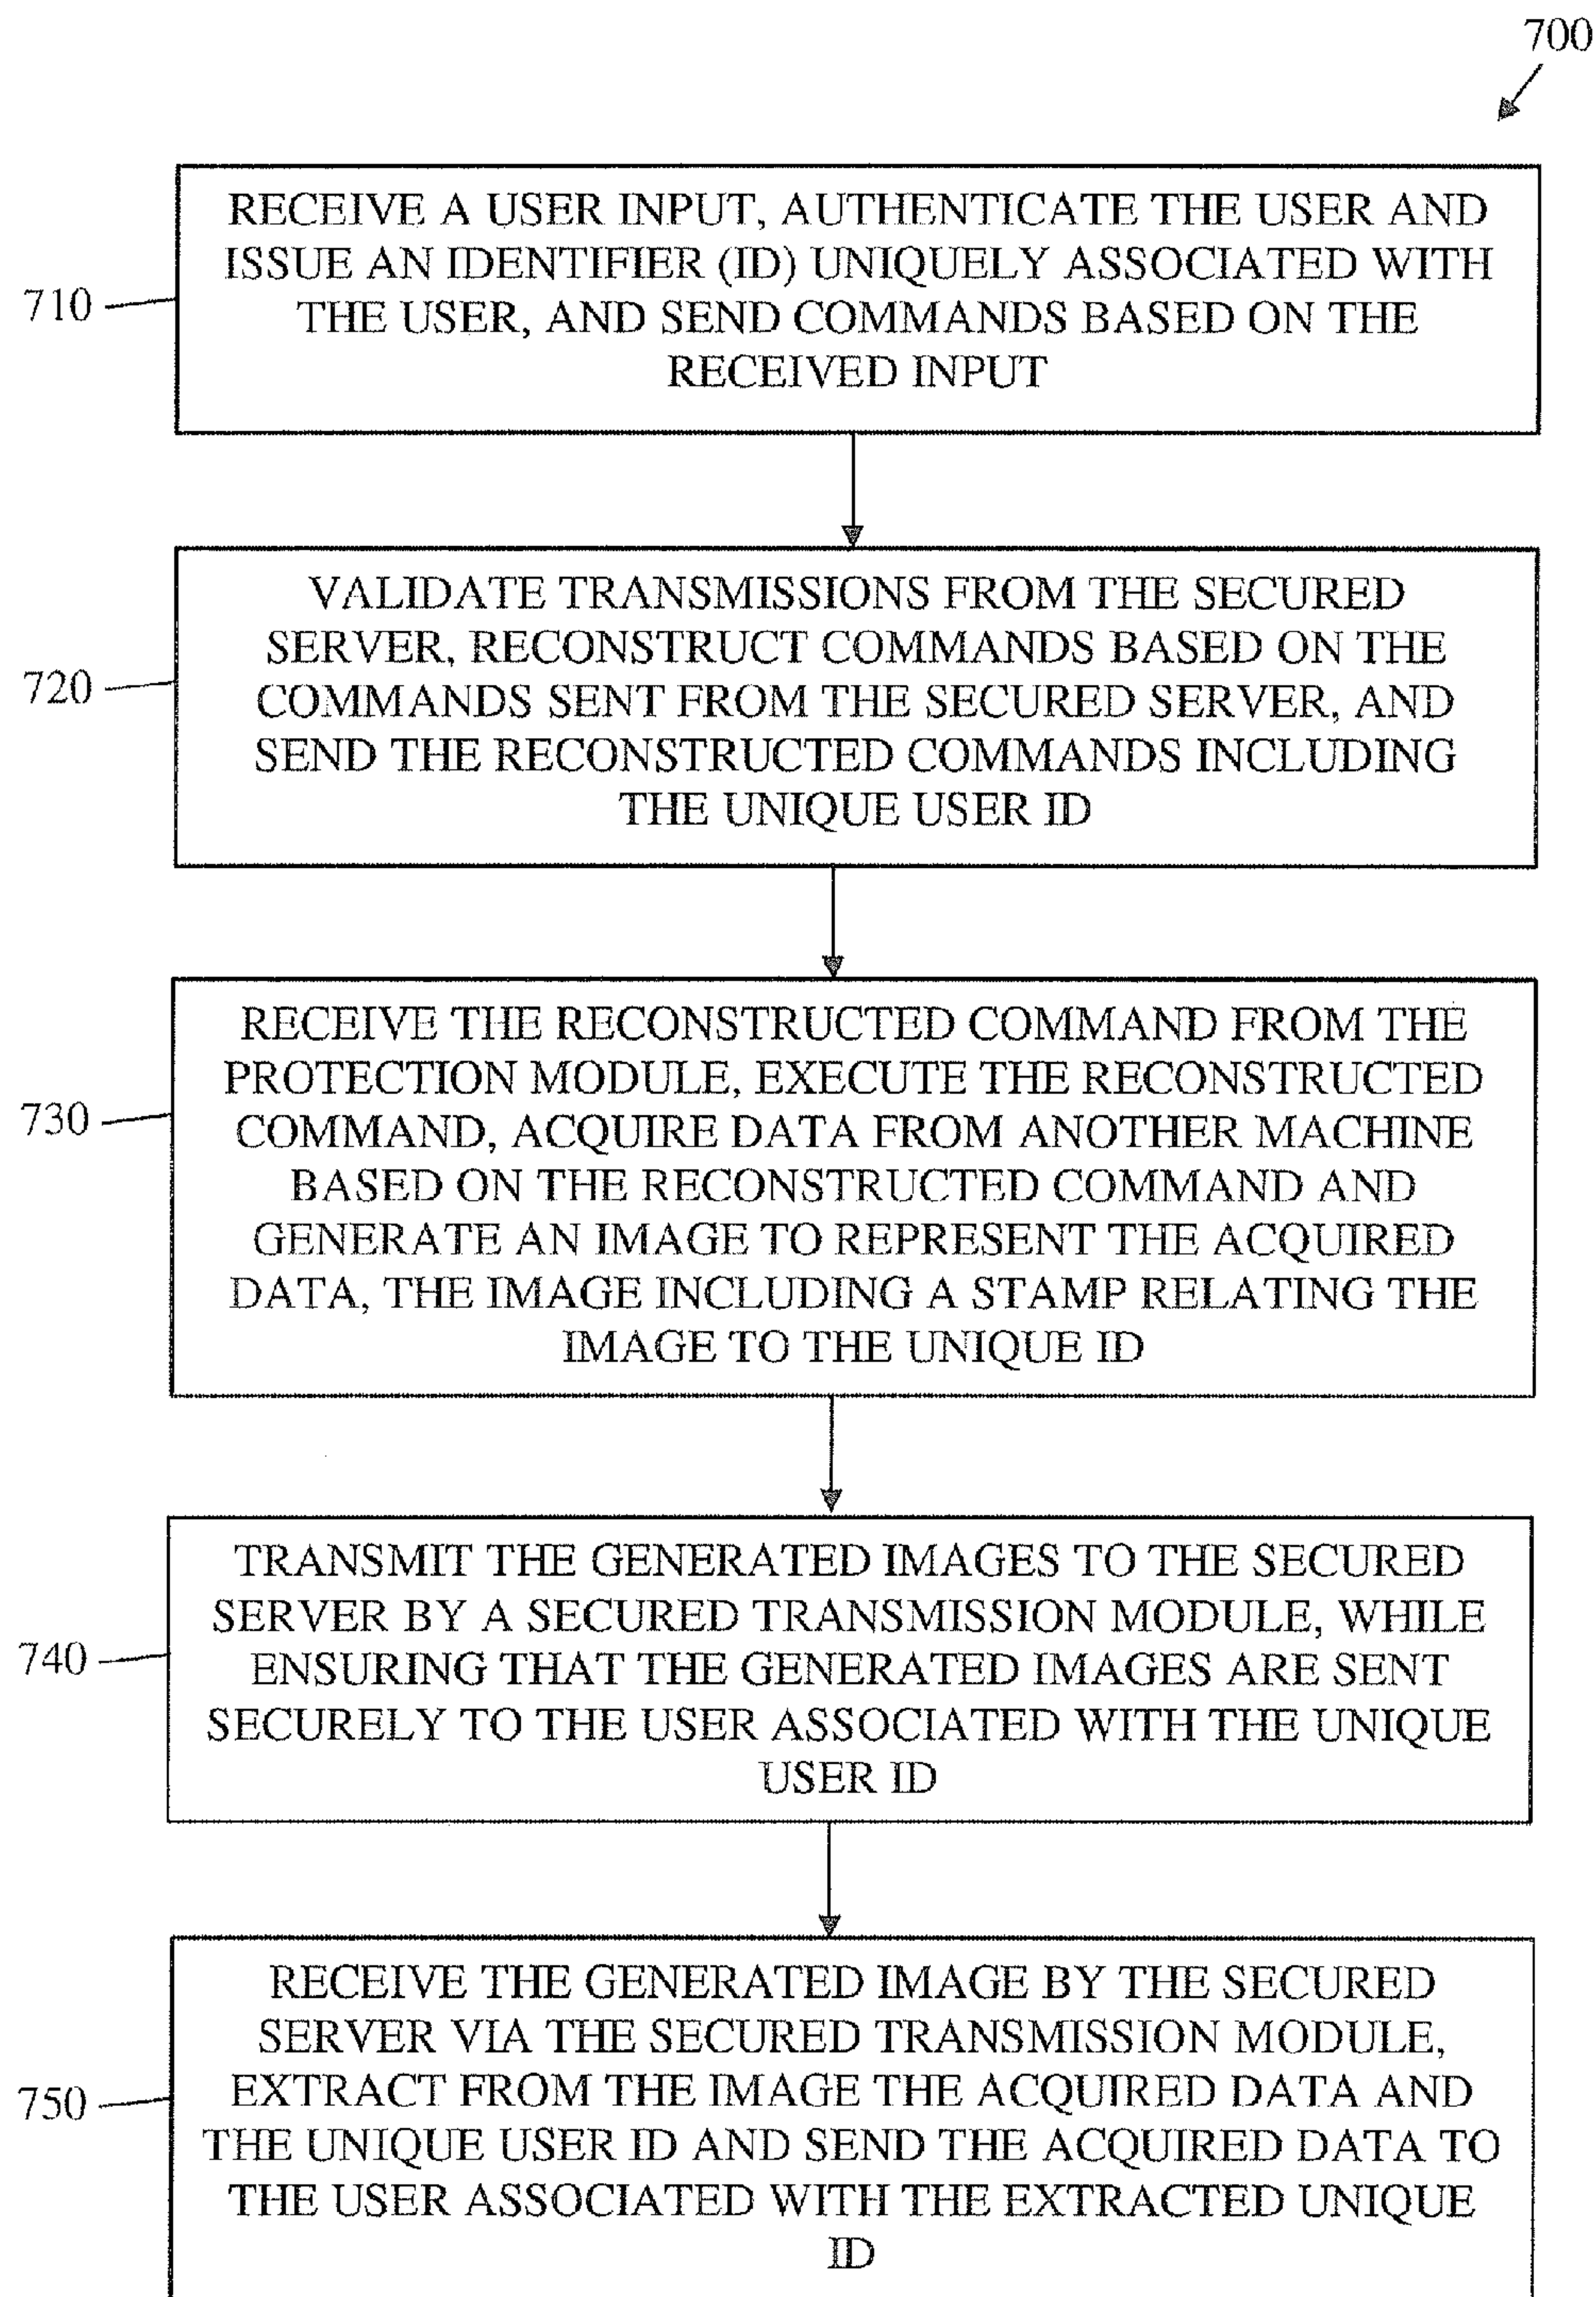 700
710
RECEIVE A USER INPUT, AUTHENTICATE THE USER AND
ISSUE AN IDENTIFIER (ID) UNIQUELY ASSOCIATED WITH
THE USER, AND SEND COMMANDS BASED ON THE
RECEIVED INPUT
720
VALIDATE TRANSMISSIONS FROM THE SECURED
SERVER, RECONSTRUCT COMMANDS BASED ON THE
COMMANDS SENT FROM THE SECURED SERVER, AND
SEND THE RECONSTRUCTED COMMANDS INCLUDING
THE UNIQUE USER ID
730
RECEIVE THE RECONSTRUCTED COMMAND FROM THE
PROTECTION MODULE, EXECUTE THE RECONSTRUCTED
COMMAND, ACQUIRE DATA FROM ANOTHER MACHINE
BASED ON THE RECONSTRUCTED COMMAND AND
GENERATE AN IMAGE TO REPRESENT THE ACQUIRED
DATA, THE IMAGE INCLUDING A STAMP RELATING THE
IMAGE TO THE UNIQUE ID
740
TRANSMIT THE GENERATED IMAGES TO THE SECURED
SERVER BY A SECURED TRANSMISSION MODULE, WHILE
ENSURING THAT THE GENERATED IMAGES ARE SENT
SECURELY TO THE USER ASSOCIATED WITH THE UNIQUE
USER ID
750
RECEIVE THE GENERATED IMAGE BY THE SECURED
SERVER VIA THE SECURED TRANSMISSION MODULE,
EXTRACT FROM THE IMAGE THE ACQUIRED DATA AND
THE UNIQUE USER ID AND SEND THE ACQUIRED DATA TO
THE USER ASSOCIATED WITH THE EXTRACTED UNIQUE
ID